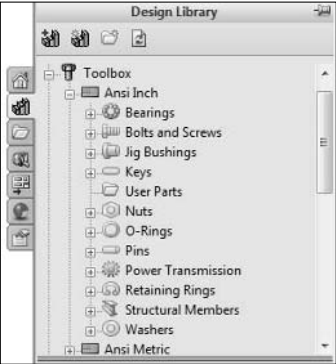 Design Library
Toolbox
Ansi Inch
Bearings
Bolts and Screws
Jig Bushings
Keys
User Parts
Nuts
O-Rings
Pins
Power Transmission
Retaining Rings
Structural Members
Washers
Ansi Metric